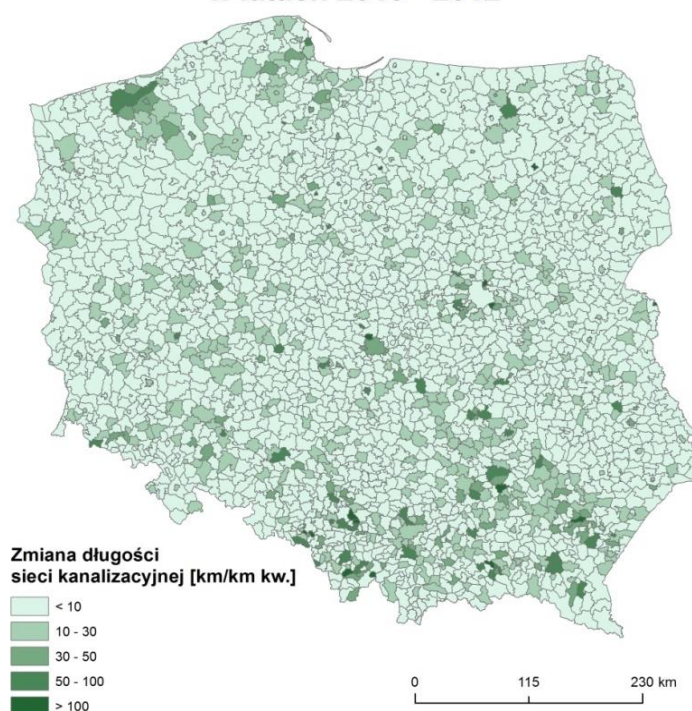 Zmiana długości
sieci kanalizacyjnej [km/km kw.]
< 10
10 - 30
30 - 50
50 - 100
> 100
0 115 230 km